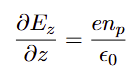 ∂E_z/∂z = en_p/ϵ_0